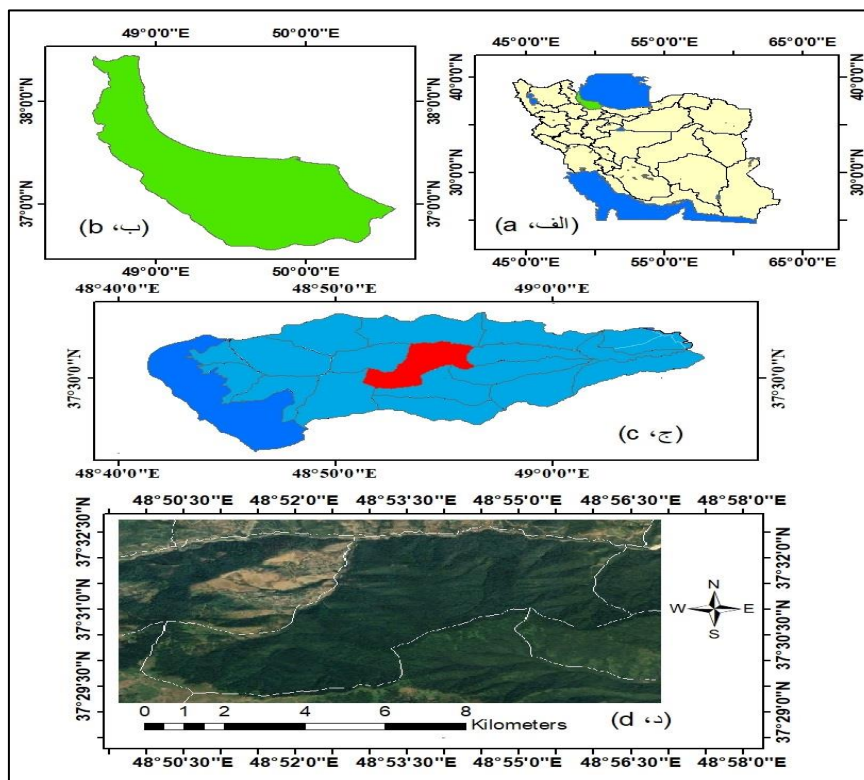 49°0'0"E 50°0'0"E
38°0'0"N
37°0'0"N
38°0'0"N
37°0'0"N
(ب، b)
49°0'0"E 50°0'0"E
45°0'0"E 55°0'0"E 65°0'0"E
40°0'0"N
30°0'0"N
40°0'0"N
30°0'0"N
(الف، a)
45°0'0"E 55°0'0"E 65°0'0"E
48°40'0"E 48°50'0"E 49°0'0"E
37°30'0"N
37°30'0"N
(ج، c)
48°40'0"E 48°50'0"E 49°0'0"E
48°50'30"E 48°52'0"E 48°53'30"E 48°55'0"E 48°56'30"E 48°58'0"E
37°32'30"N
37°31'0"N
37°29'30"N
37°32'0"N
37°30'30"N
37°29'0"N
N
W E
S
0 1 2 4 6 8
Kilometers
(د، d)
48°50'30"E 48°52'0"E 48°53'30"E 48°55'0"E 48°56'30"E 48°58'0"E